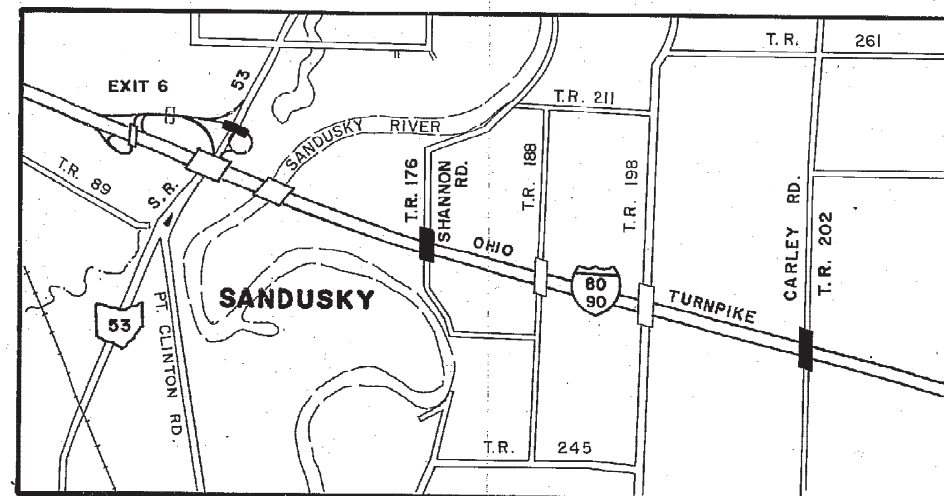 T.R. 261
EXIT 6
53
T.R. 211
SANDUSKY RIVER
T.R. 89
S.R.
T.R. 176
SHANNON
RD.
T.R. 188
T.R. 198
CARLEY RD.
T.R. 202
OHIO
80
90
TURNPIKE
SANDUSKY
53
PT. CLINTON RD.
T.R. 245